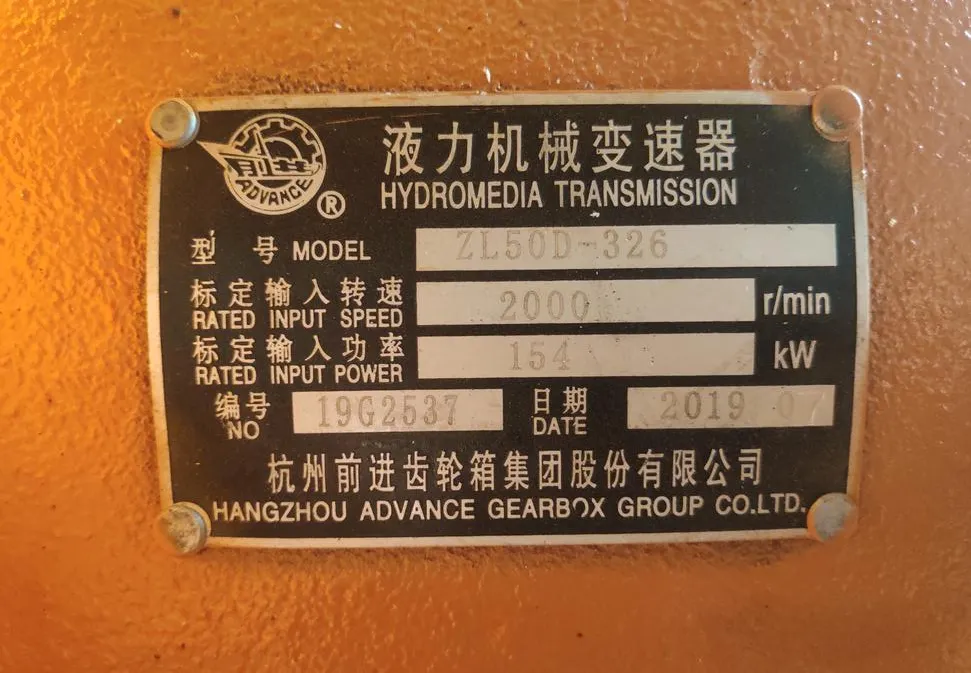 前进
ADVANCE
®
液力机械变速器
HYDROMEDIA TRANSMISSION
型 号 MODEL ZL50D-326
标定输入转速 2000 r/min
RATED INPUT SPEED
标定输入功率 154 kW
RATED INPUT POWER
编号 19G2537 日期 2019 07
NO DATE
杭州前进齿轮箱集团股份有限公司
HANGZHOU ADVANCE GEARBOX GROUP CO.LTD.